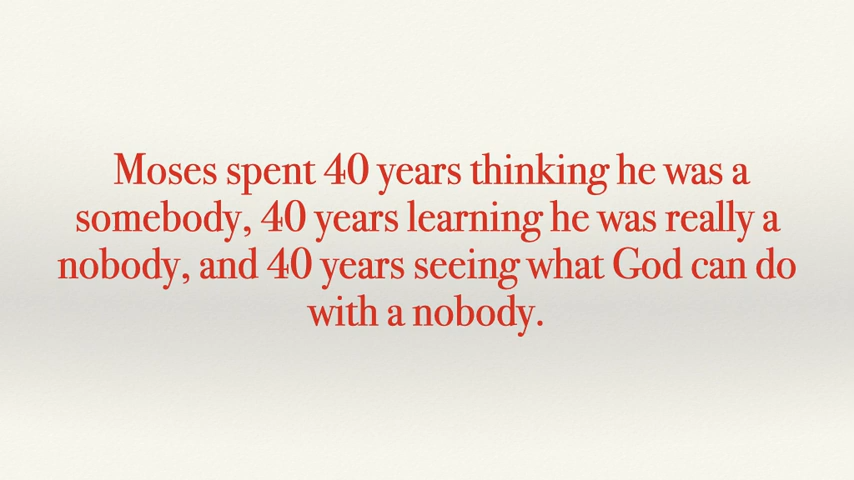 Moses spent 40 years thinking he was a
somebody, 40 years learning he was really a
nobody, and 40 years seeing what God can do
with a nobody.